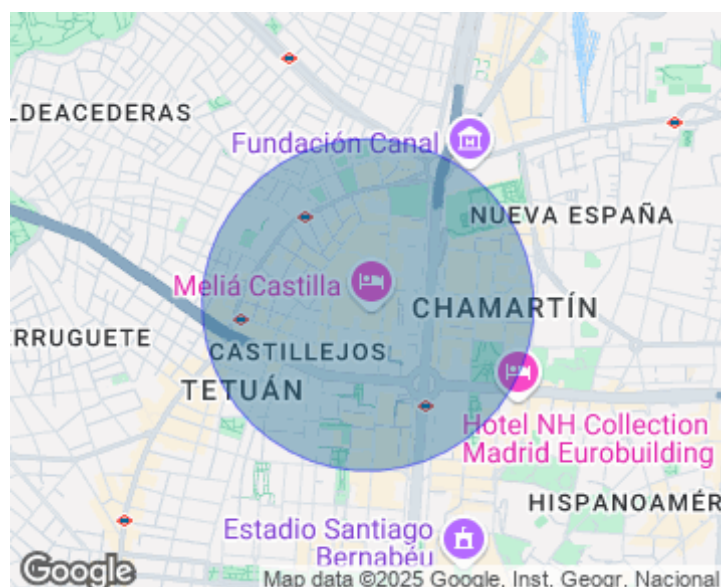 LDEACEDERAS
Fundación Canal
NUEVA ESPAÑA
Meliá Castilla
CHAMARTÍN
ERRUGUETE
CASTILLEJOS
TETUÁN
Hotel NH Collection
Madrid Eurobuilding
HISPANOAMÉR
Estadio Santiago
Bernabéu
Google
Map data ©2025 Google, Inst. Geogr. Nacional